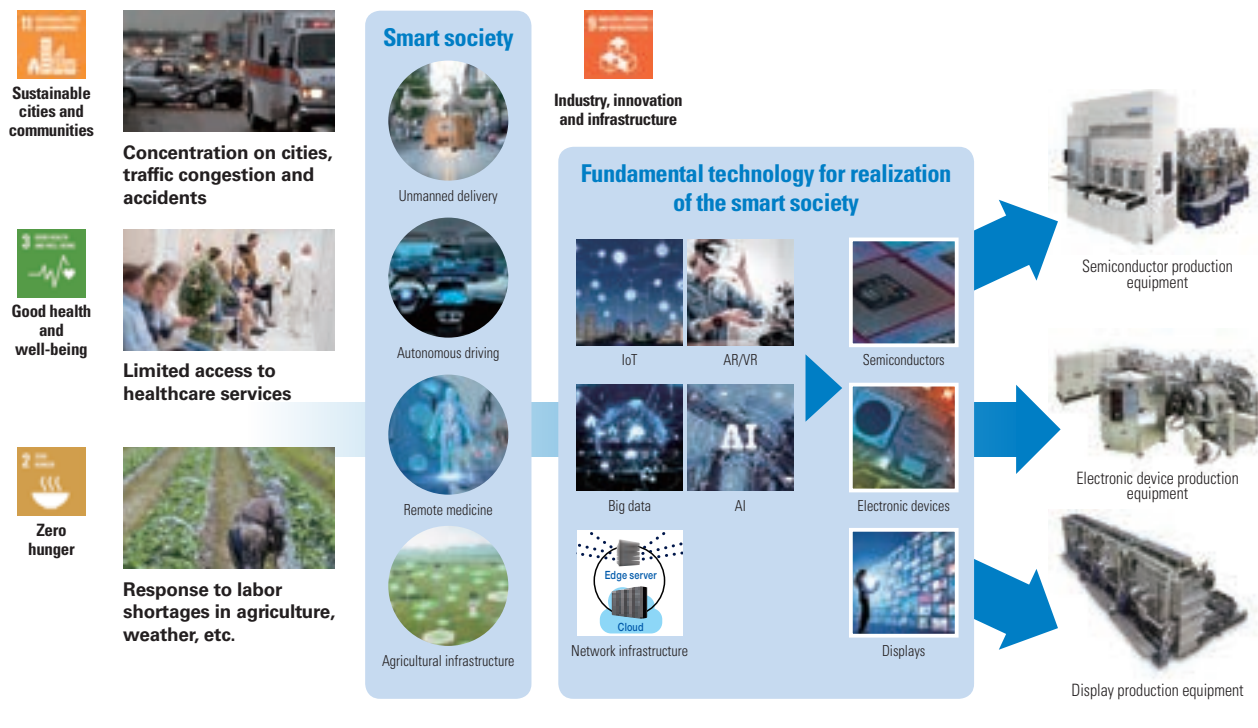 11
Sustainable
cities and
communities
Concentration on cities,
traffic congestion and
accidents
3
Good health
and
well-being
Limited access to
healthcare services
2
Zero
hunger
Response to labor
shortages in agriculture,
weather, etc.
Smart society
Unmanned delivery
Autonomous driving
Remote medicine
Agricultural infrastructure
9
Industry, innovation
and infrastructure
Fundamental technology for realization
of the smart society
IoT
AR/VR
Big data
AI
AI
Edge server
Cloud
Network infrastructure
Semiconductors
Electronic devices
Displays
Semiconductor production
equipment
Electronic device production
equipment
Display production equipment